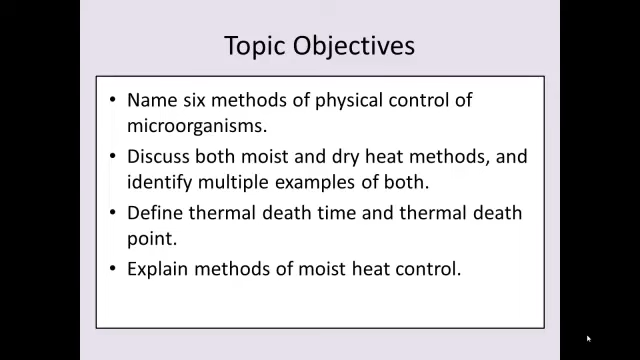 Topic Objectives
• Name six methods of physical control of
microorganisms.
• Discuss both moist and dry heat methods, and
identify multiple examples of both.
• Define thermal death time and thermal death
point.
• Explain methods of moist heat control.